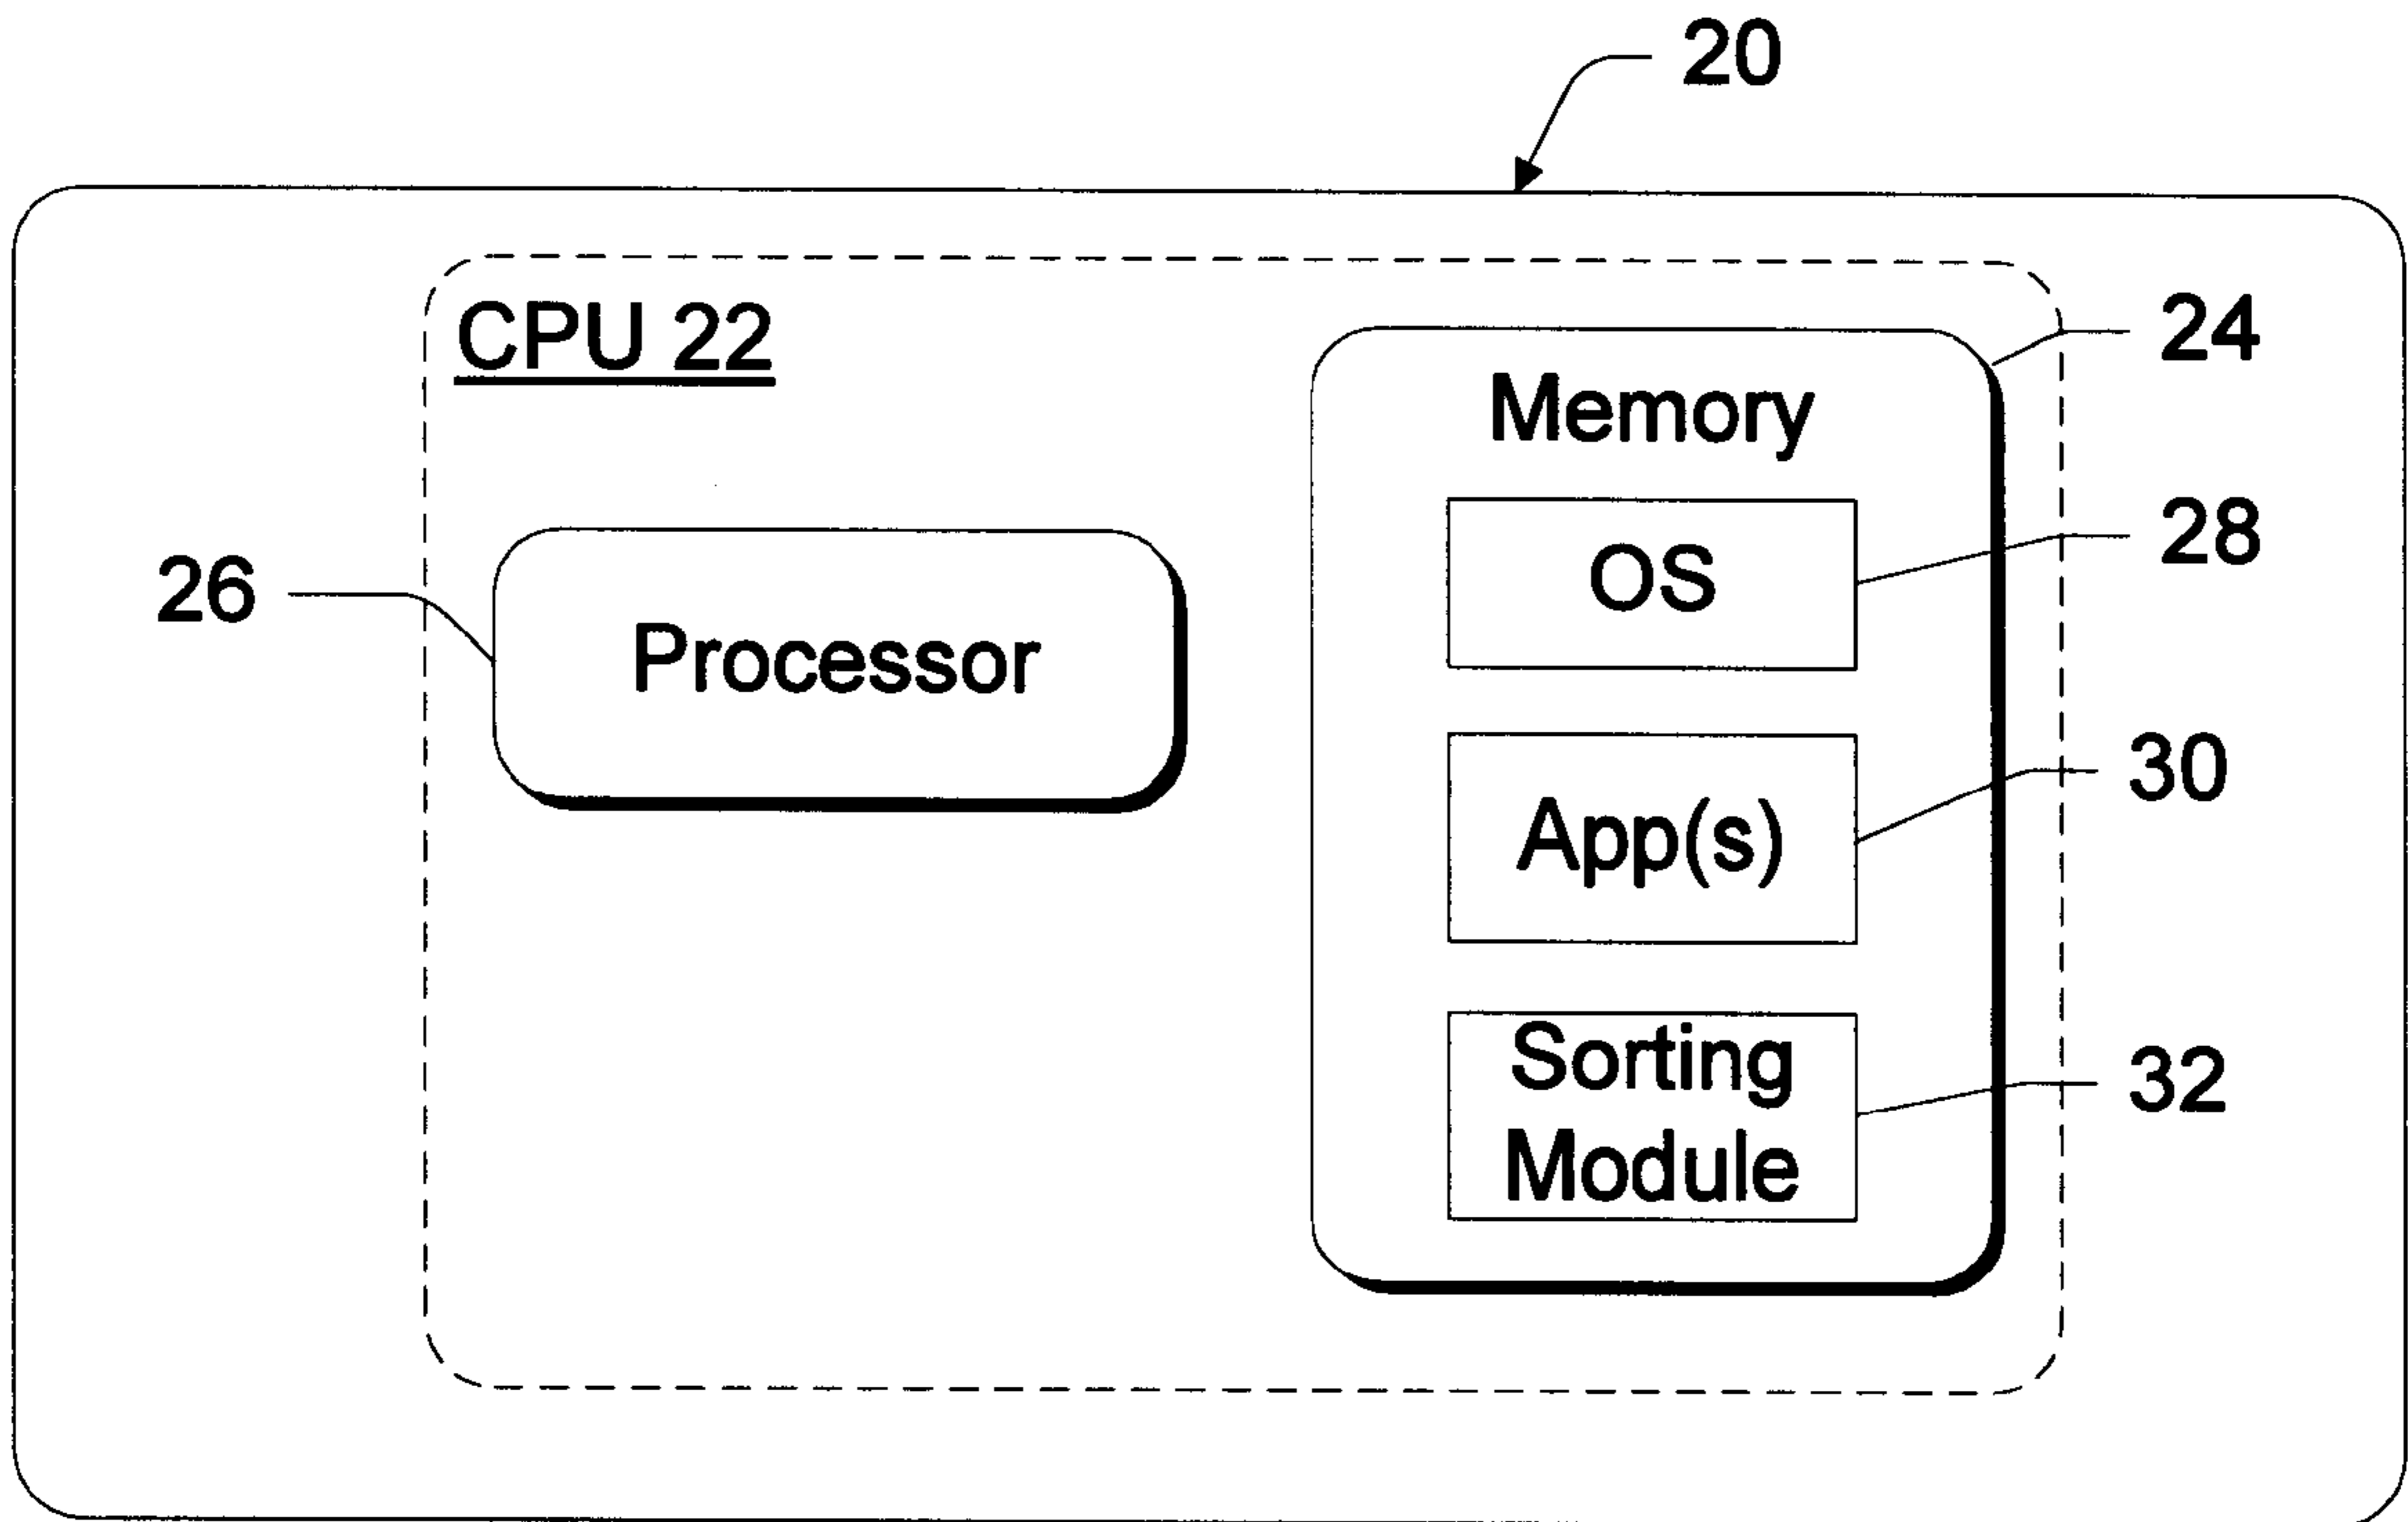 20
CPU 22
24
Memory
28
OS
26
Processor
30
App(s)
32
Sorting
Module